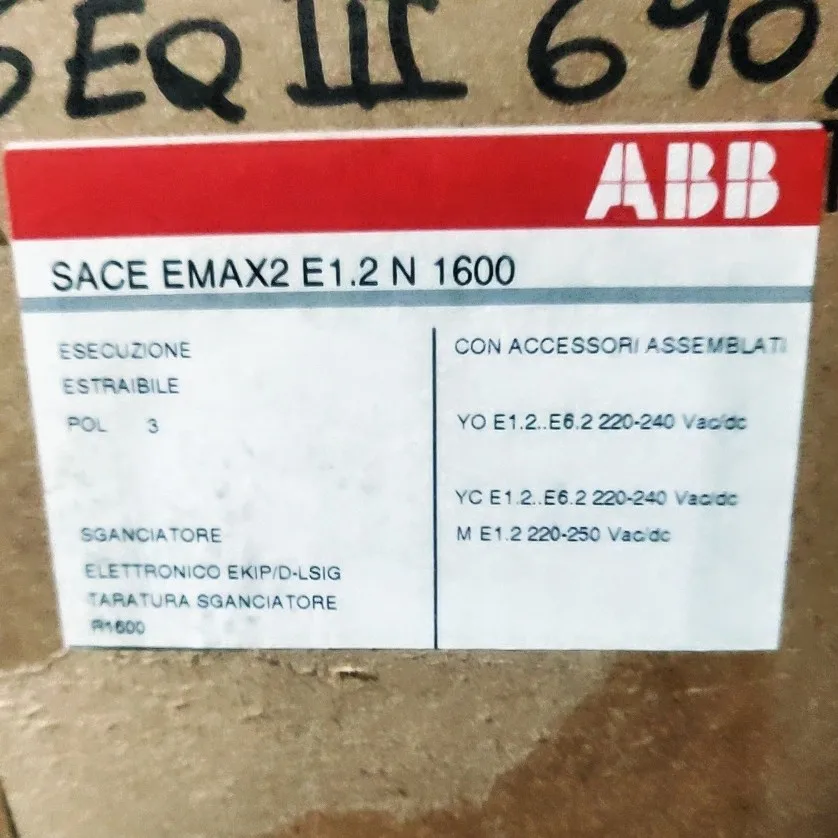 EQ III 690
ABB
SACE EMAX2 E1.2 N 1600
ESECUZIONE
ESTRAIBILE
POL 3
SGANCIATORE
ELETTRONICO EKIP/D-LSIG
TARATURA SGANCIATORE
R1600
CON ACCESSORI ASSEMBLATI
YO E1.2..E6.2 220-240 Vac/dc
YC E1.2..E6.2 220-240 Vac/dc
M E1.2 220-250 Vac/dc